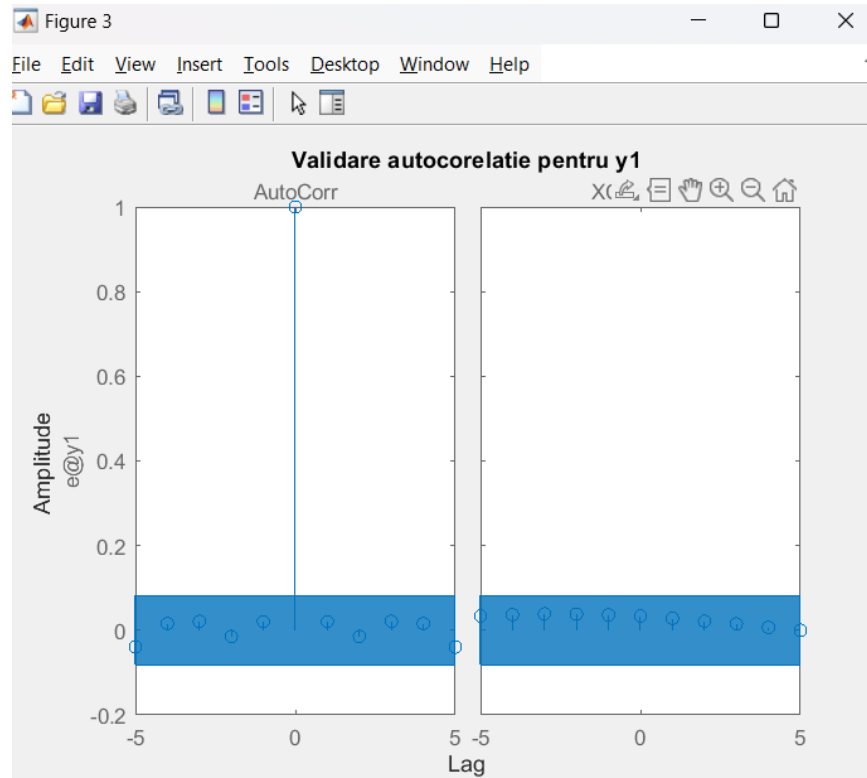 Figure 3
File Edit View Insert Tools Desktop Window Help
Validare autocorelatie pentru y1
AutoCorr
1
0.8
0.6
0.4
0.2
0
-0.2
Amplitude
e@y1
-5 0 5 -5 0 5
Lag